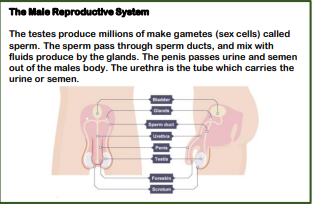 The Male Reproductive System
The testes produce millions of make gametes (sex cells) called
sperm. The sperm pass through sperm ducts, and mix with
fluids produce by the glands. The penis passes urine and semen
out of the males body. The urethra is the tube which carries the
urine or semen.
Bladder
Glands
Sperm duct
Urethra
Penis
Testis
Foreskin
Scrotum